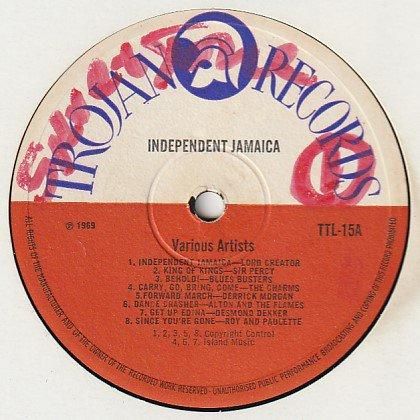 TROJAN RECORDS
INDEPENDENT JAMAICA
℗ 1969
TTL-15A
Various Artists
1. INDEPENDENT JAMAICA—LORD CREATOR
2. KING OF KINGS—SIR PERCY
3. BEHOLD!—BLUES BUSTERS
4. CARRY, GO, BRING, COME—THE CHARMS
5.FORWARD MARCH—DERRICK MORGAN
6. DANCE CRASHER—ALTON AND THE FLAMES
7. GET UP EDINA—DESMOND DEKKER
8. SINCE YOU'RE GONE—ROY AND PAULETTE
1, 2, 3, 8, Copyright Control
4, 5, 7, Island Music
ALL RIGHTS OF THE MANUFACTURER AND OF THE OWNER OF THE RECORDED WORK RESERVED—UNAUTHORISED PUBLIC PERFORMANCE BROADCASTING AND COPYING OF THIS RECORD PROHIBITED